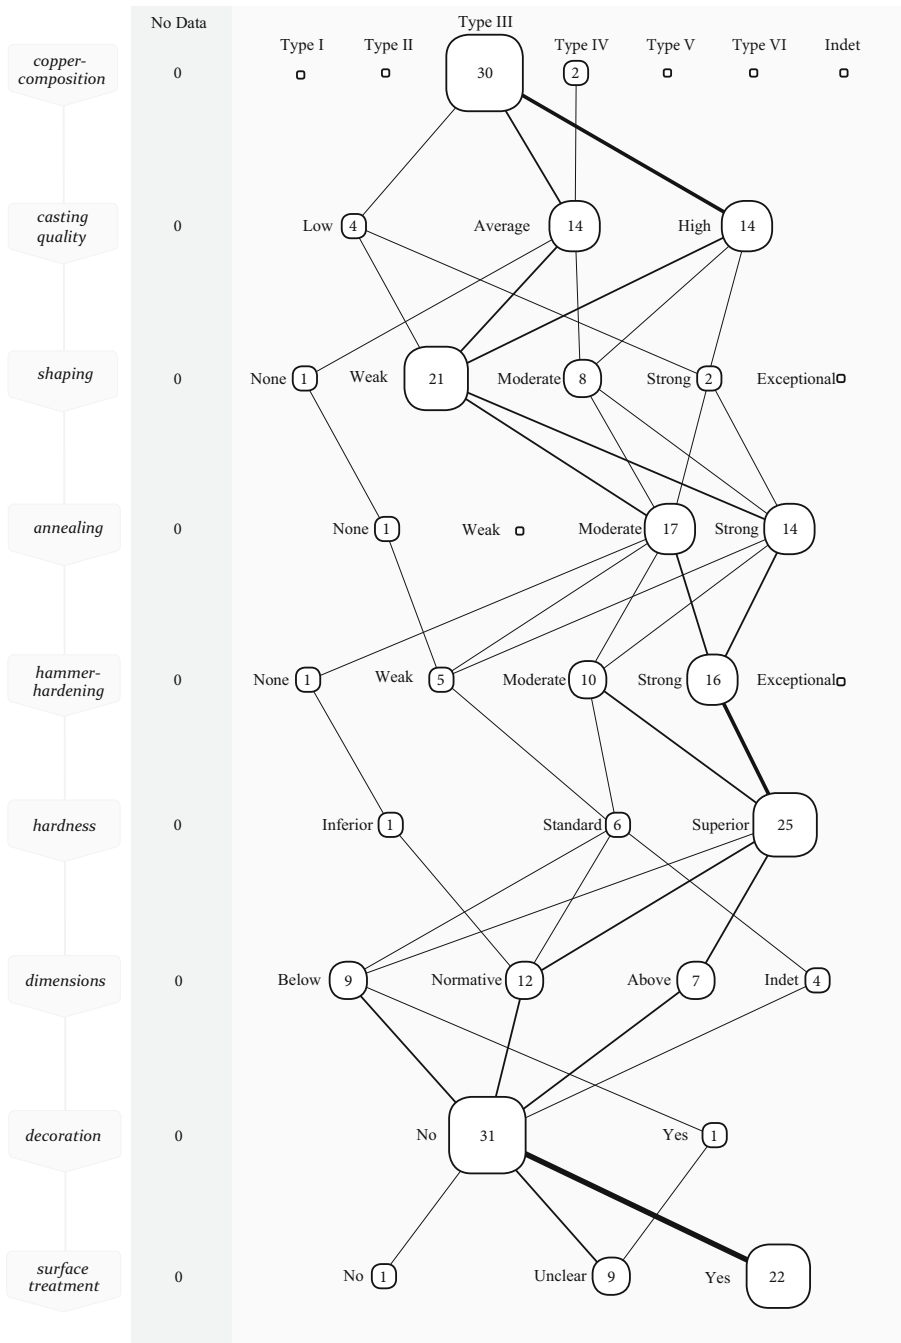 No Data
Type III
Type I
Type II
Type IV
Type V
Type VI
Indet
copper-
composition
0
30
2
casting
quality
0
Low 4
Average 14
High 14
shaping
0
None 1
Weak 21
Moderate 8
Strong 2
Exceptional
annealing
0
None 1
Weak
Moderate 17
Strong 14
hammer-
hardening
0
None 1
Weak 5
Moderate 10
Strong 16
Exceptional
hardness
0
Inferior 1
Standard 6
Superior 25
dimensions
0
Below 9
Normative 12
Above 7
Indet 4
decoration
0
No 31
Yes 1
surface
treatment
0
No 1
Unclear 9
Yes 22